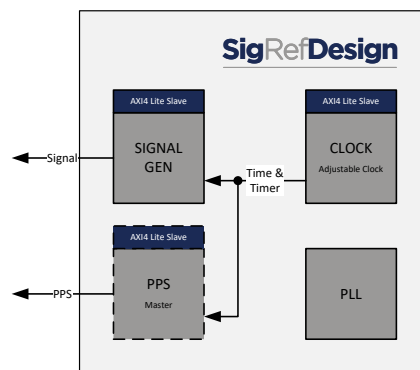 SigRefDesign
AXI4 Lite Slave
AXI4 Lite Slave
SIGNAL
GEN
CLOCK
Adjustable Clock
Signal
Time &
Timer
AXI4 Lite Slave
PPS
Master
PPS
PLL